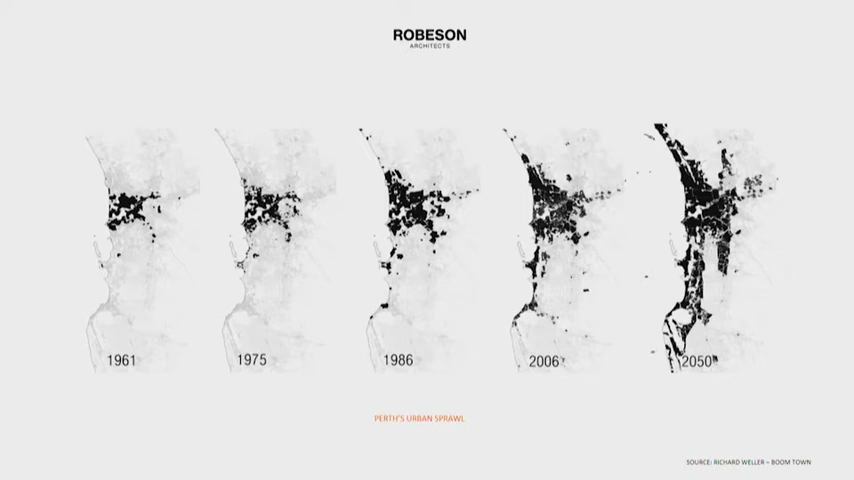 ROBESON
ARCHITECTS
1961
1975
1986
2006
2050
PERTH'S URBAN SPRAWL
SOURCE: RICHARD WELLER – BOOM TOWN